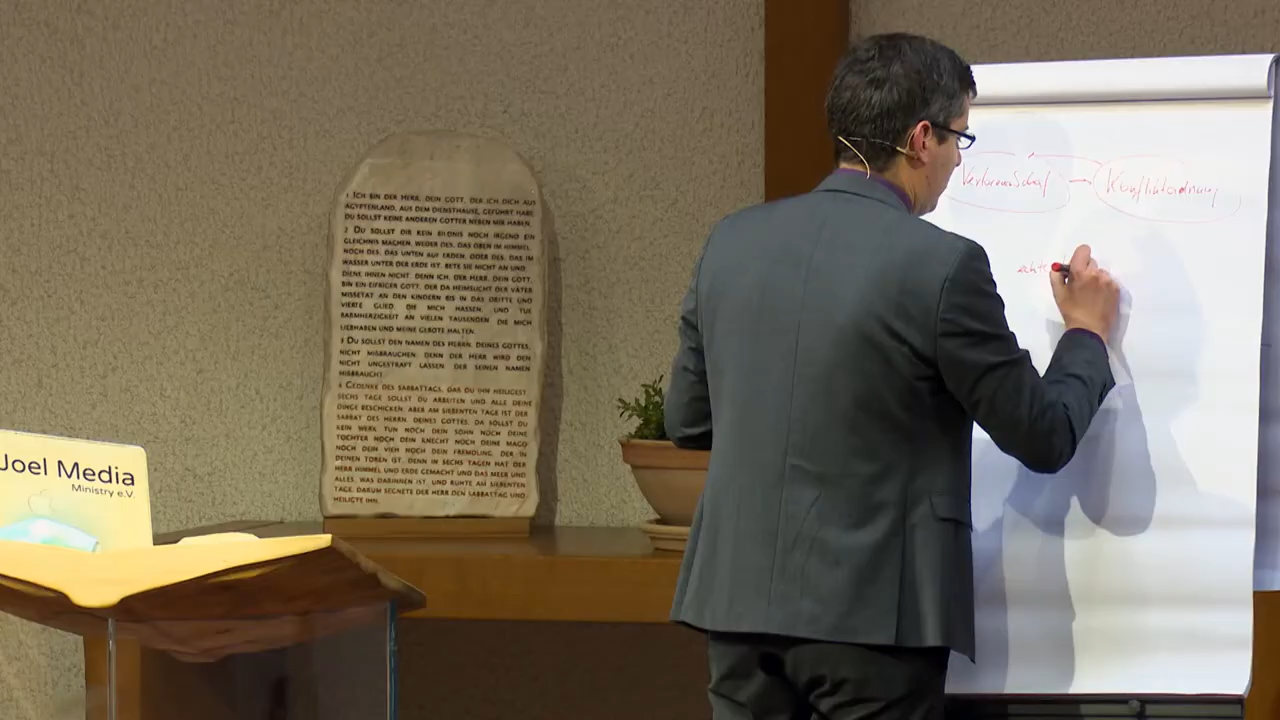 1 ICH BIN DER HERR, DEIN GOTT, DER ICH DICH AUS
ÄGYPTENLAND, AUS DEM DIENSTHAUSE, GEFÜHRT HABE.
DU SOLLST KEINE ANDEREN GÖTTER NEBEN MIR HABEN.
2 DU SOLLST DIR KEIN BILDNIS NOCH IRGEND EIN
GLEICHNIS MACHEN, WEDER DES, DAS OBEN IM HIMMEL,
NOCH DES, DAS UNTEN AUF ERDEN, ODER DES, DAS IM
WASSER UNTER DER ERDE IST. BETE SIE NICHT AN UND
DIENE IHNEN NICHT. DENN ICH, DER HERR, DEIN GOTT,
BIN EIN EIFRIGER GOTT, DER DA HEIMSUCHT DER VÄTER
MISSETAT AN DEN KINDERN BIS IN DAS DRITTE UND
VIERTE GLIED, DIE MICH HASSEN, UND TUE
BARMHERZIGKEIT AN VIELEN TAUSENDEN, DIE MICH
LIEBHABEN UND MEINE GEBOTE HALTEN.
3 DU SOLLST DEN NAMEN DES HERRN, DEINES GOTTES,
NICHT MISBRAUCHEN; DENN DER HERR WIRD DEN
NICHT UNGESTRAFT LASSEN, DER SEINEN NAMEN
MISBRAUCHT.
4 GEDENKE DES SABBATTAGS, DAß DU IHN HEILIGEST.
SECHS TAGE SOLLST DU ARBEITEN UND ALLE DEINE
DINGE BESCHICKEN, ABER AM SIEBENTEN TAGE IST DER
SABBAT DES HERRN, DEINES GOTTES. DA SOLLST DU
KEIN WERK TUN NOCH DEIN SOHN NOCH DEINE
TOCHTER NOCH DEIN KNECHT NOCH DEINE MAGD
NOCH DEIN VIEH NOCH DEIN FREMDLING, DER IN
DEINEN TOREN IST. DENN IN SECHS TAGEN HAT DER
HERR HIMMEL UND ERDE GEMACHT UND DAS MEER UND
ALLES, WAS DARINNEN IST, UND RUHTE AM SIEBENTEN
TAGE. DARUM SEGNETE DER HERR DEN SABBATTAG UND
HEILIGTE IHN.
Joel Media
Ministry e.V.
Konfliktordnung
echte